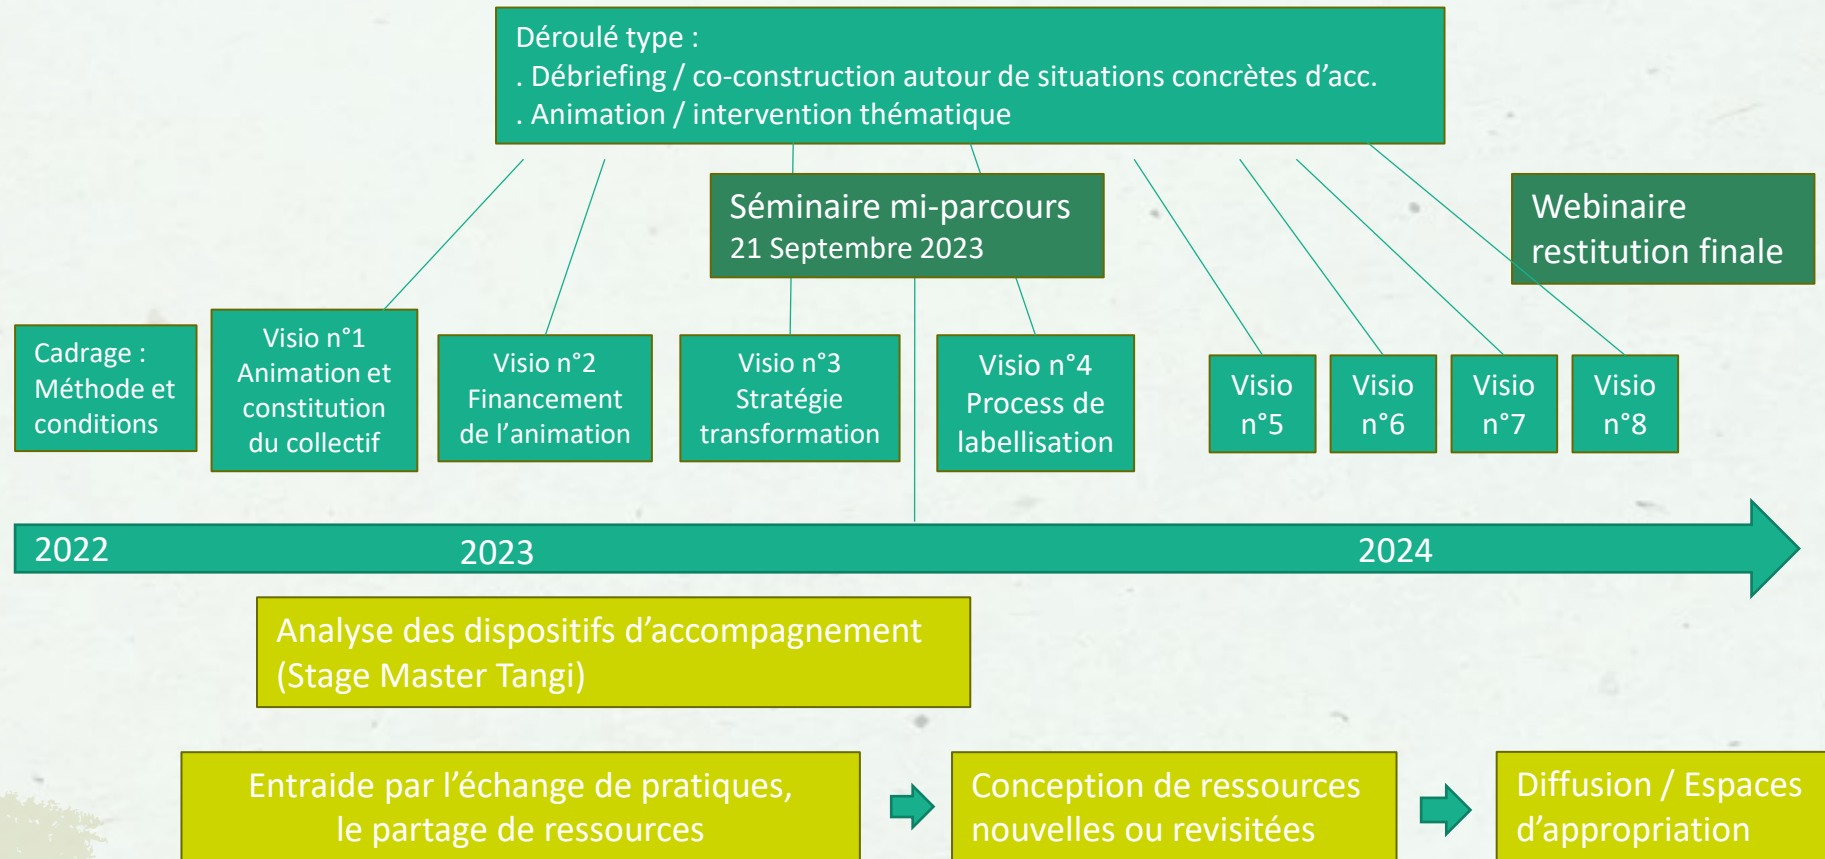 Déroulé type :
. Débriefing / co-construction autour de situations concrètes d’acc.
. Animation / intervention thématique
Séminaire mi-parcours
21 Septembre 2023
Webinaire
restitution finale
Cadrage :
Méthode et
conditions
Visio n°1
Animation et
constitution
du collectif
Visio n°2
Financement
de l’animation
Visio n°3
Stratégie
transformation
Visio n°4
Process de
labellisation
Visio
n°5
Visio
n°6
Visio
n°7
Visio
n°8
2022
2023
2024
Analyse des dispositifs d’accompagnement
(Stage Master Tangi)
Entraide par l’échange de pratiques,
le partage de ressources
Conception de ressources
nouvelles ou revisitées
Diffusion / Espaces
d’appropriation